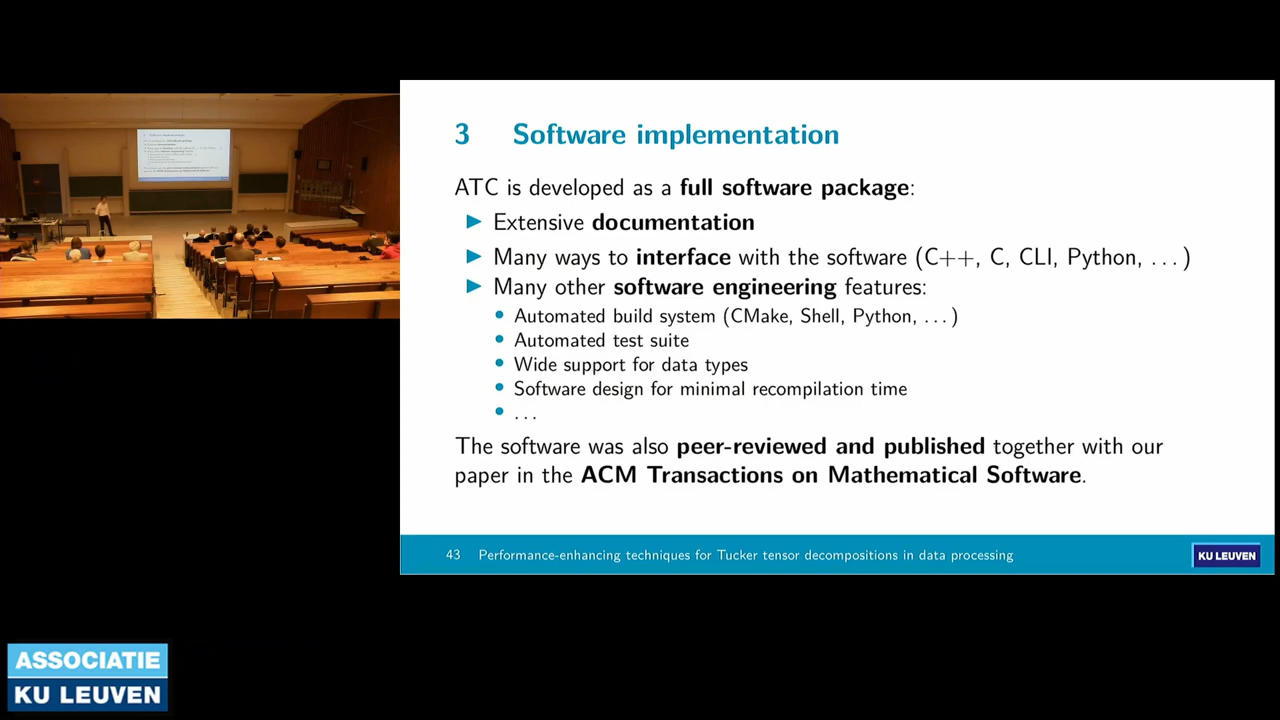 3 Software implementation
ATC is developed as a full software package:
▶ Extensive documentation
▶ Many ways to interface with the software (C++, C, CLI, Python, ...)
▶ Many other software engineering features:
• Automated build system (CMake, Shell, Python, ...)
• Automated test suite
• Wide support for data types
• Software design for minimal recompilation time
• ...
The software was also peer-reviewed and published together with our
paper in the ACM Transactions on Mathematical Software.
43 Performance-enhancing techniques for Tucker tensor decompositions in data processing
KU LEUVEN
ASSOCIATIE
KU LEUVEN